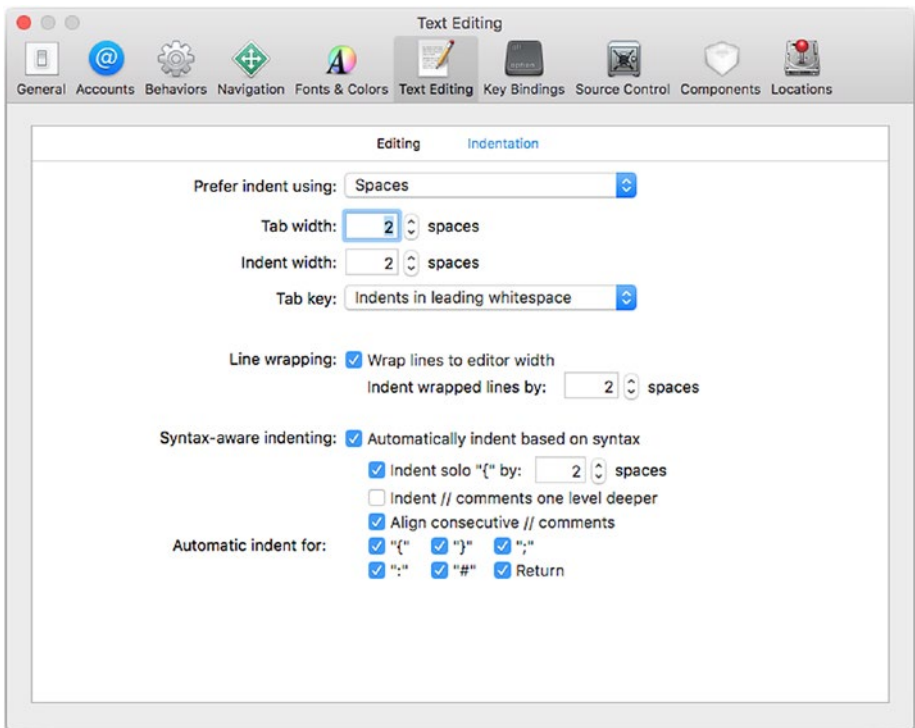 Text Editing
General Accounts Behaviors Navigation Fonts & Colors Text Editing Key Bindings Source Control Components Locations
Editing Indentation
Prefer indent using: Spaces
Tab width: 2 spaces
Indent width: 2 spaces
Tab key: Indents in leading whitespace
Line wrapping: Wrap lines to editor width
Indent wrapped lines by: 2 spaces
Syntax-aware indenting: Automatically indent based on syntax
Indent solo "{" by: 2 spaces
Indent // comments one level deeper
Align consecutive // comments
Automatic indent for: "{" "}" ";"
":" "#" Return